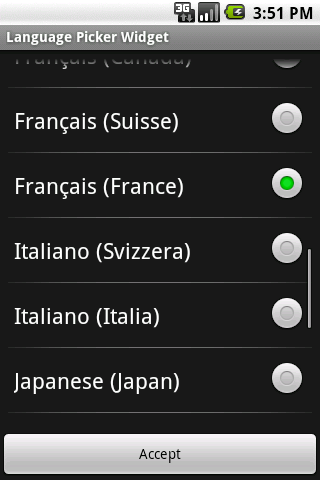 3G
3:51 PM
Language Picker Widget
Français (Canada)
Français (Suisse)
Français (France)
Italiano (Svizzera)
Italiano (Italia)
Japanese (Japan)
Accept